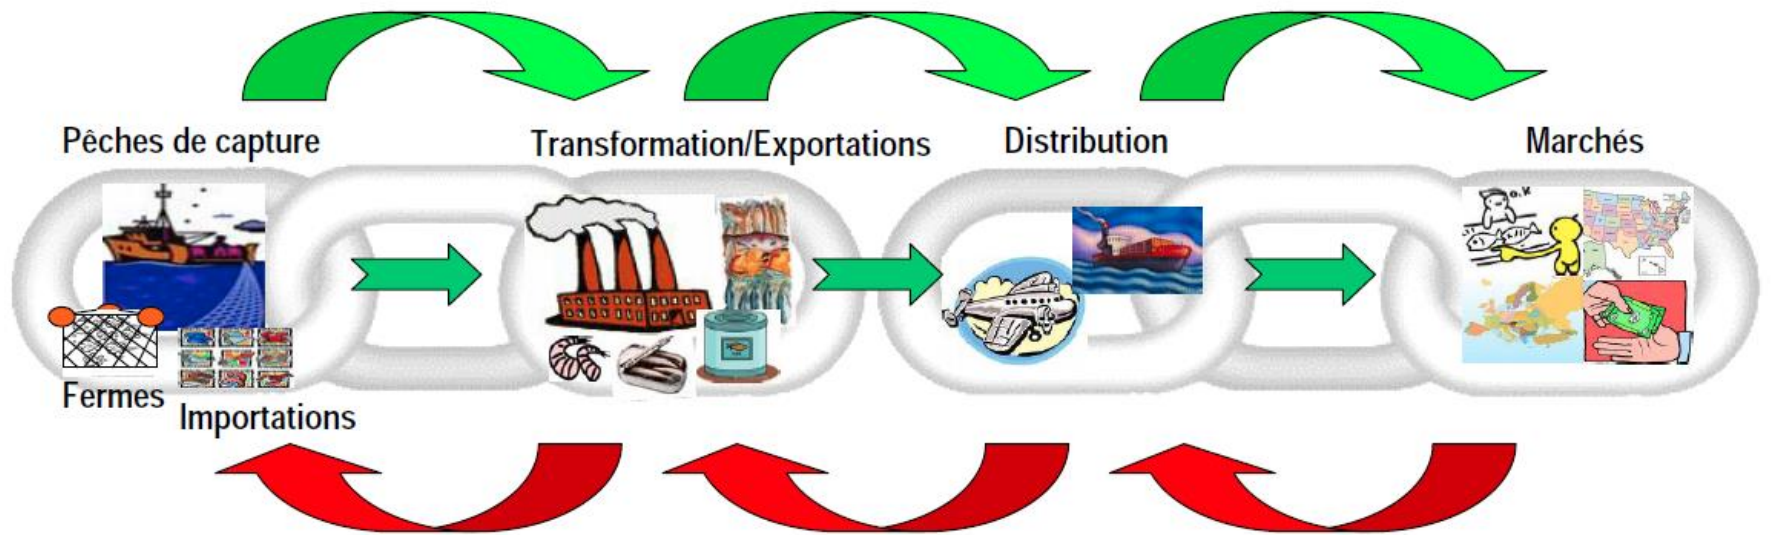 Pêches de capture
Transformation/Exportations
Distribution
Marchés
o.K
Fermes
Importations